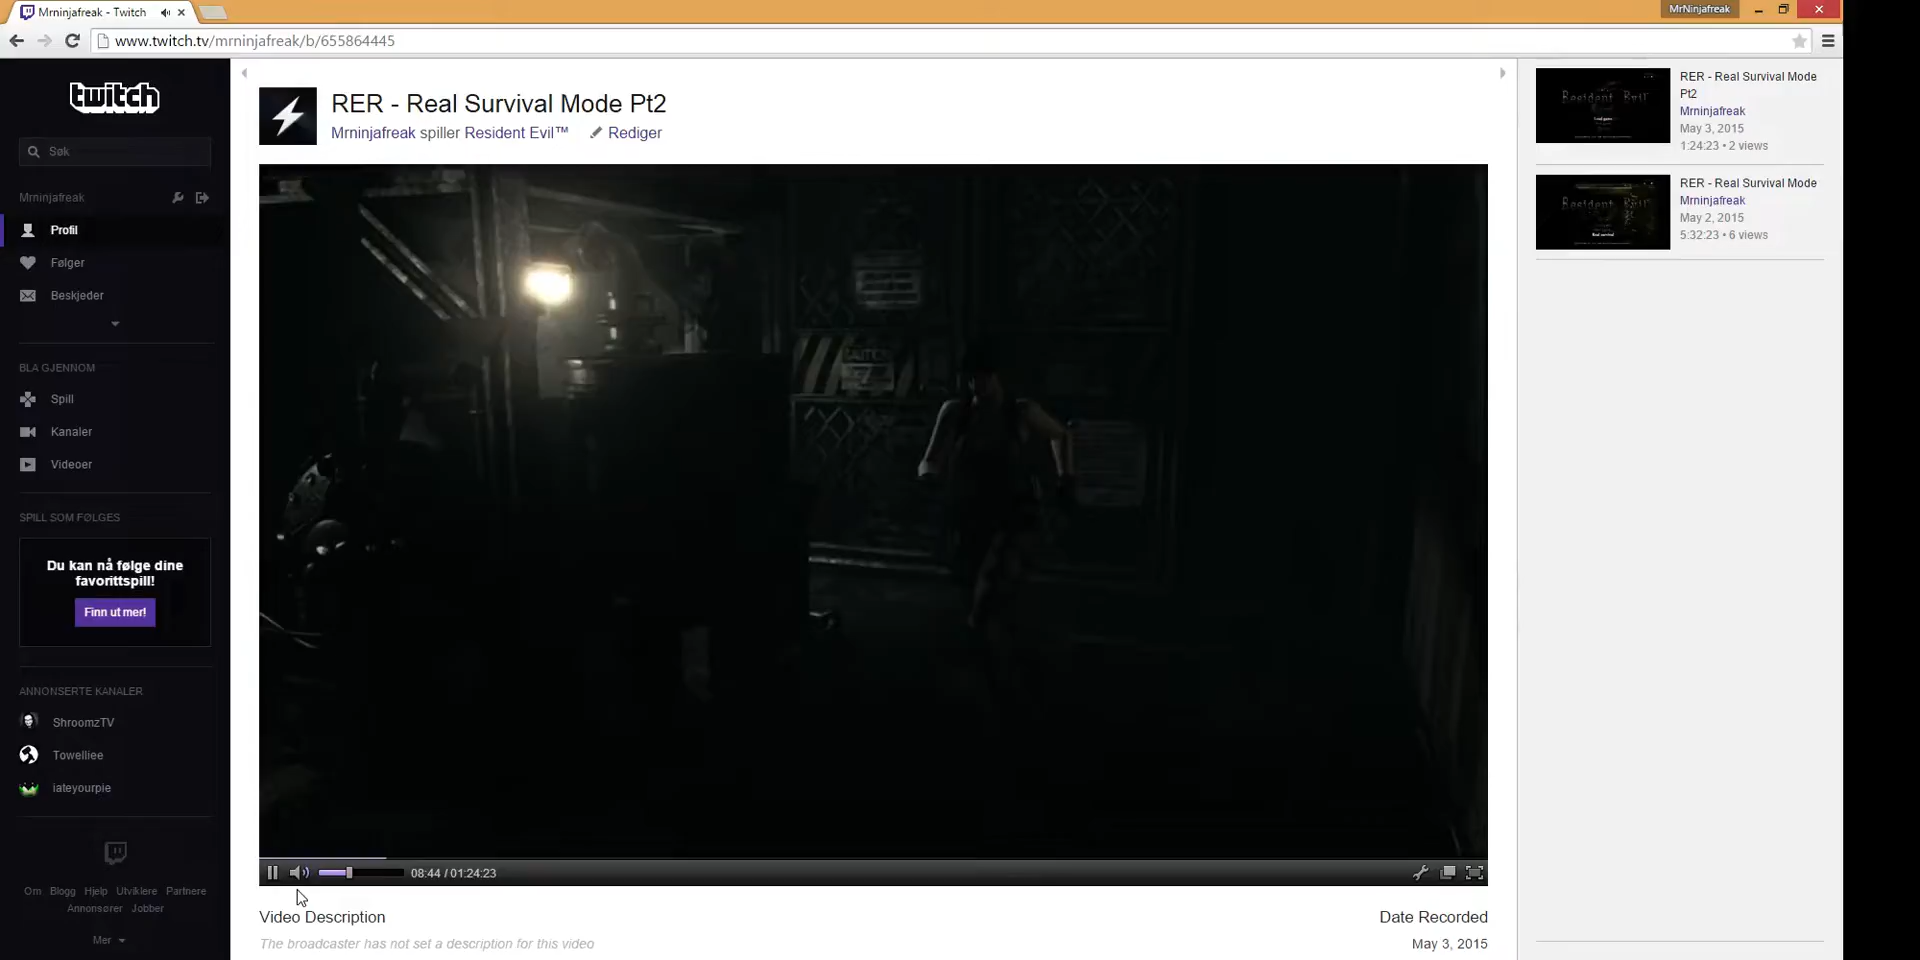 Mrninjafreak - Twitch
MrNinjafreak
www.twitch.tv/mrninjafreak/b/655864445
twitch
Søk
Mrninjafreak
Profil
Følger
Beskjeder
BLA GJENNOM
Spill
Kanaler
Videoer
SPILL SOM FØLGES
Du kan nå følge dine
favorittspill!
Finn ut mer!
ANNONSERTE KANALER
ShroomzTV
Towelliee
iateyourpie
Om Blogg Hjelp Utviklere Partnere
Annonsører Jobber
Mer
RER - Real Survival Mode Pt2
Mrninjafreak spiller Resident Evil™ Rediger
08:44 / 01:24:23
Video Description
Date Recorded
The broadcaster has not set a description for this video
May 3, 2015
Resident Evil
RER - Real Survival Mode
Pt2
Mrninjafreak
May 3, 2015
1:24:23 • 2 views
Resident Evil
RER - Real Survival Mode
Mrninjafreak
May 2, 2015
5:32:23 • 6 views